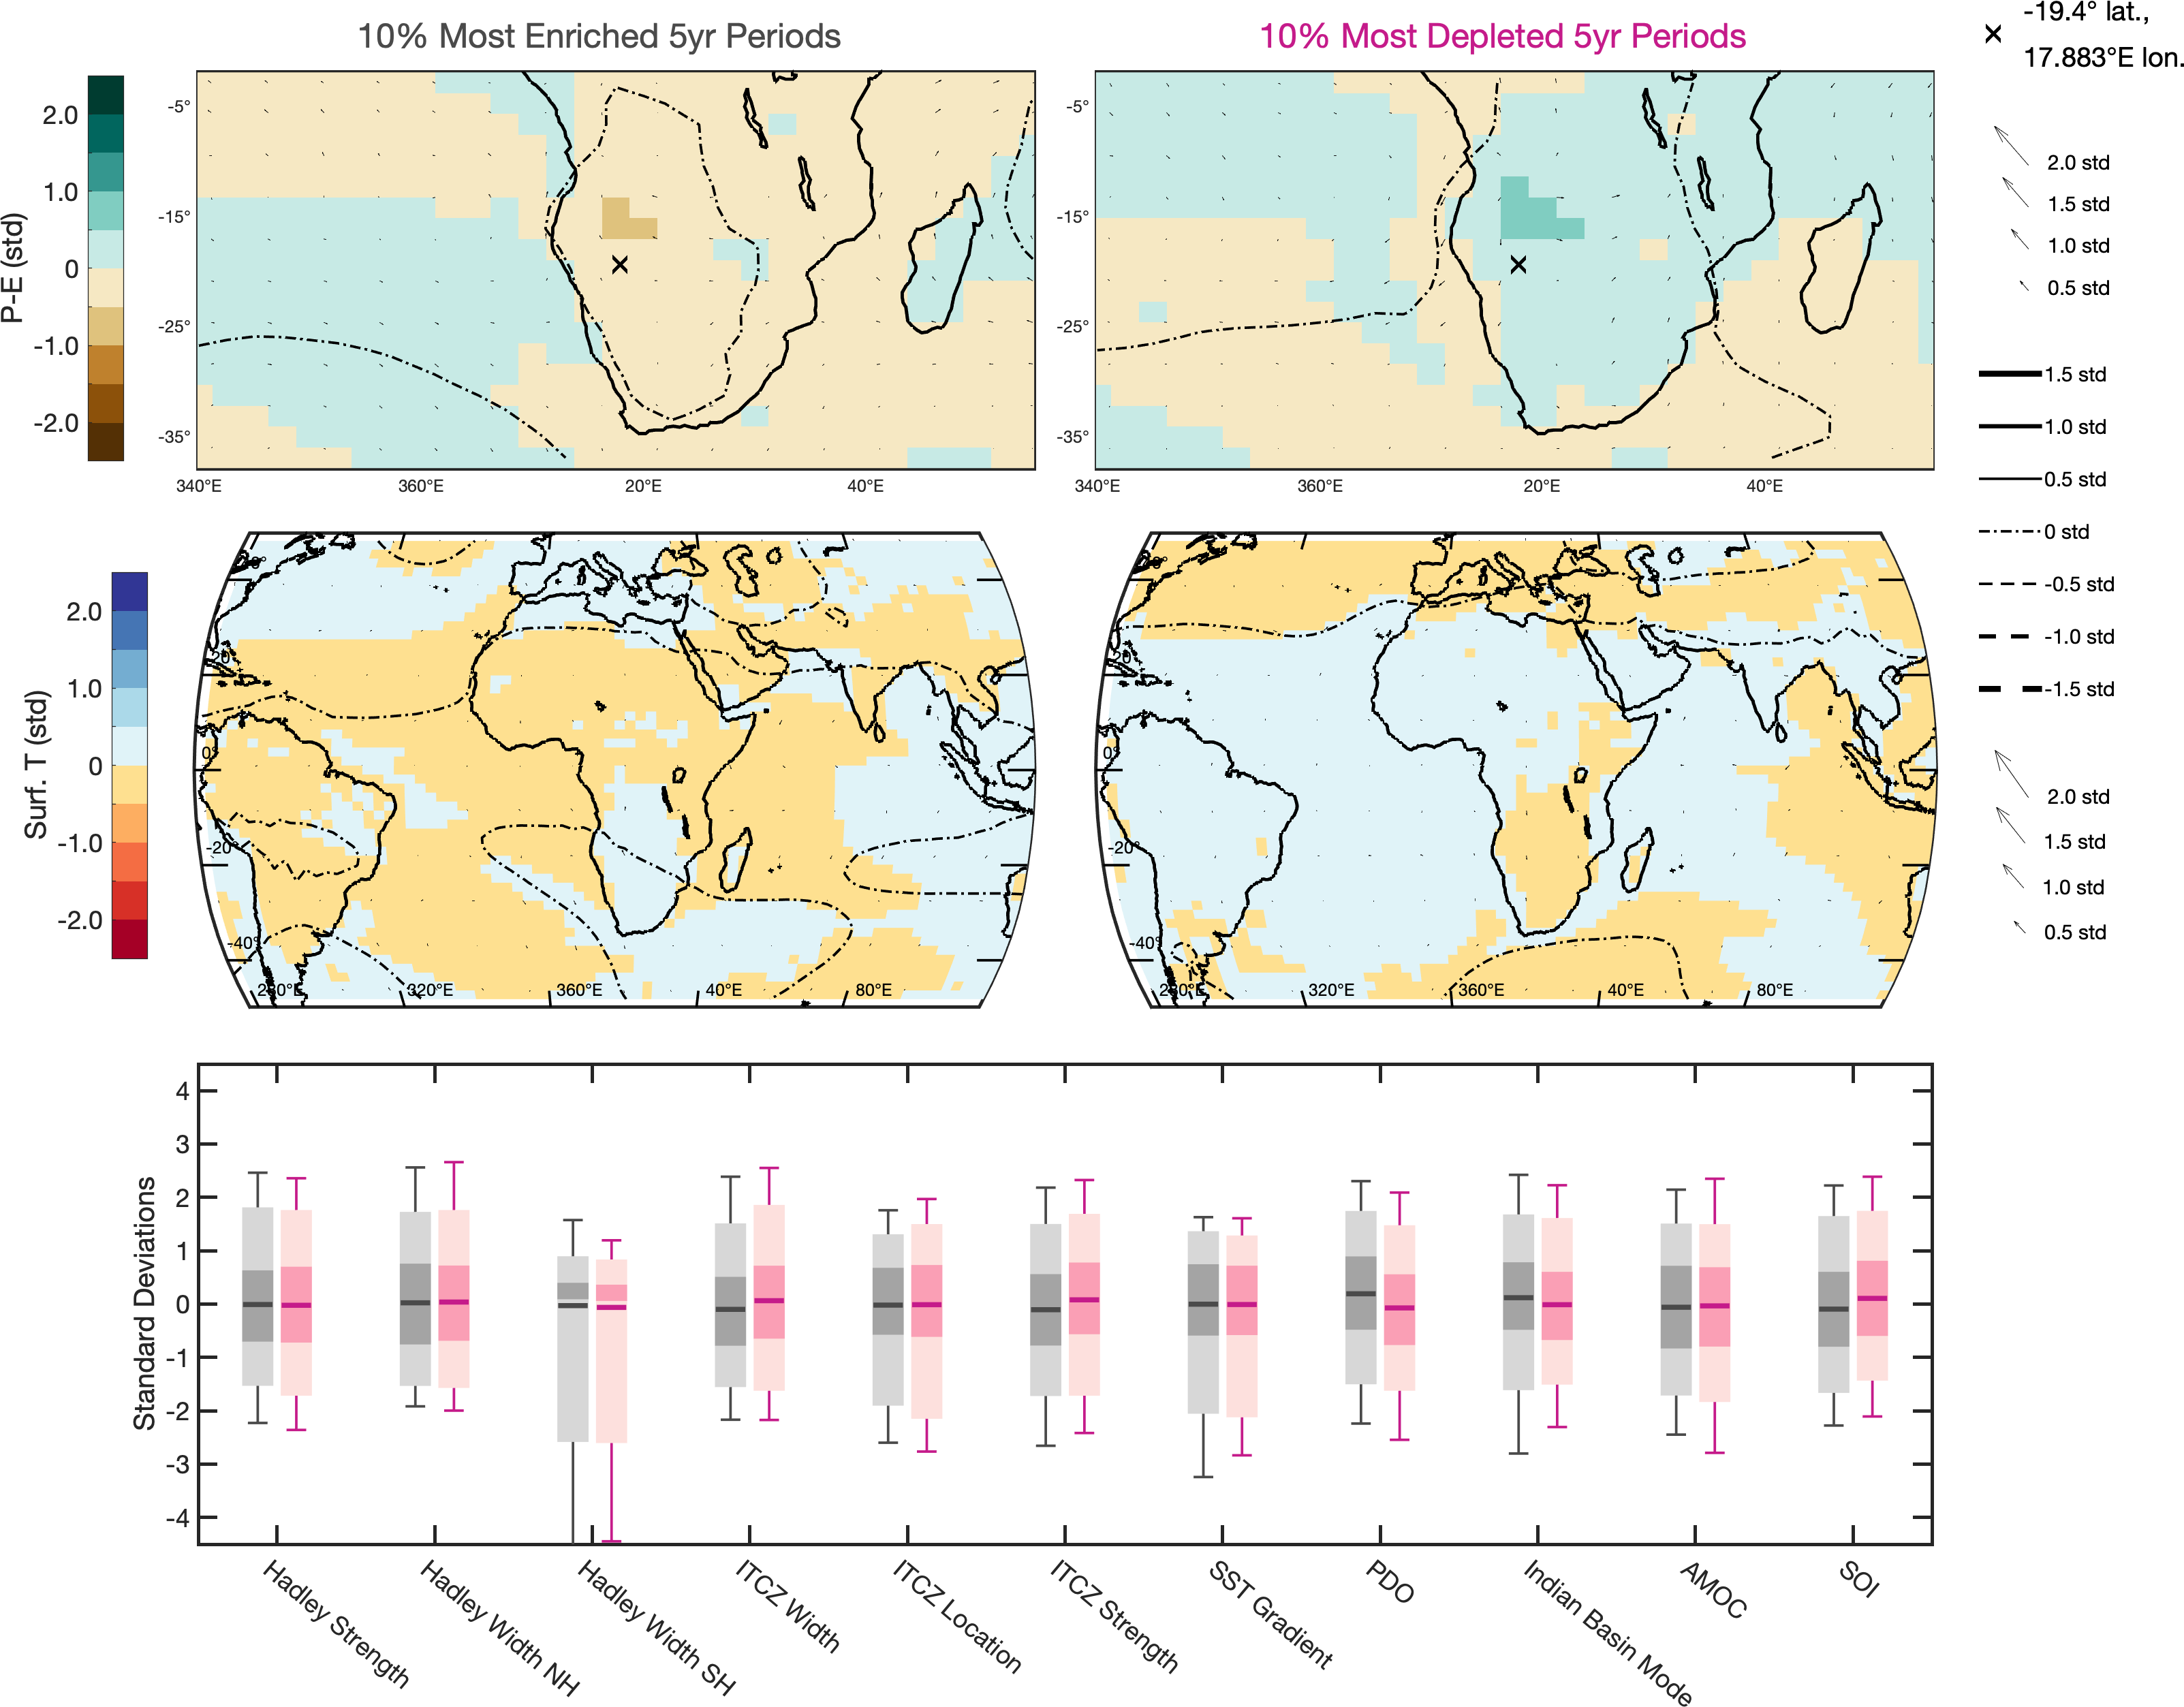 10% Most Enriched 5yr Periods
10% Most Depleted 5yr Periods
-19.4° lat.,
17.883°E lon.
P-E (std)
2.0
1.0
0
-1.0
-2.0
-5°
-15°
-25°
-35°
340°E
360°E
20°E
40°E
-5°
-15°
-25°
-35°
340°E
360°E
20°E
40°E
2.0 std
1.5 std
1.0 std
0.5 std
1.5 std
1.0 std
0.5 std
0 std
-0.5 std
-1.0 std
-1.5 std
Surf. T (std)
2.0
1.0
0
-1.0
-2.0
20°
0°
-20°
-40°
280°E
320°E
360°E
40°E
80°E
20°
0°
-20°
-40°
280°E
320°E
360°E
40°E
80°E
2.0 std
1.5 std
1.0 std
0.5 std
Standard Deviations
4
3
2
1
0
-1
-2
-3
-4
Hadley Strength
Hadley Width NH
Hadley Width SH
ITCZ Width
ITCZ Location
ITCZ Strength
SST Gradient
PDO
Indian Basin Mode
AMOC
SOI